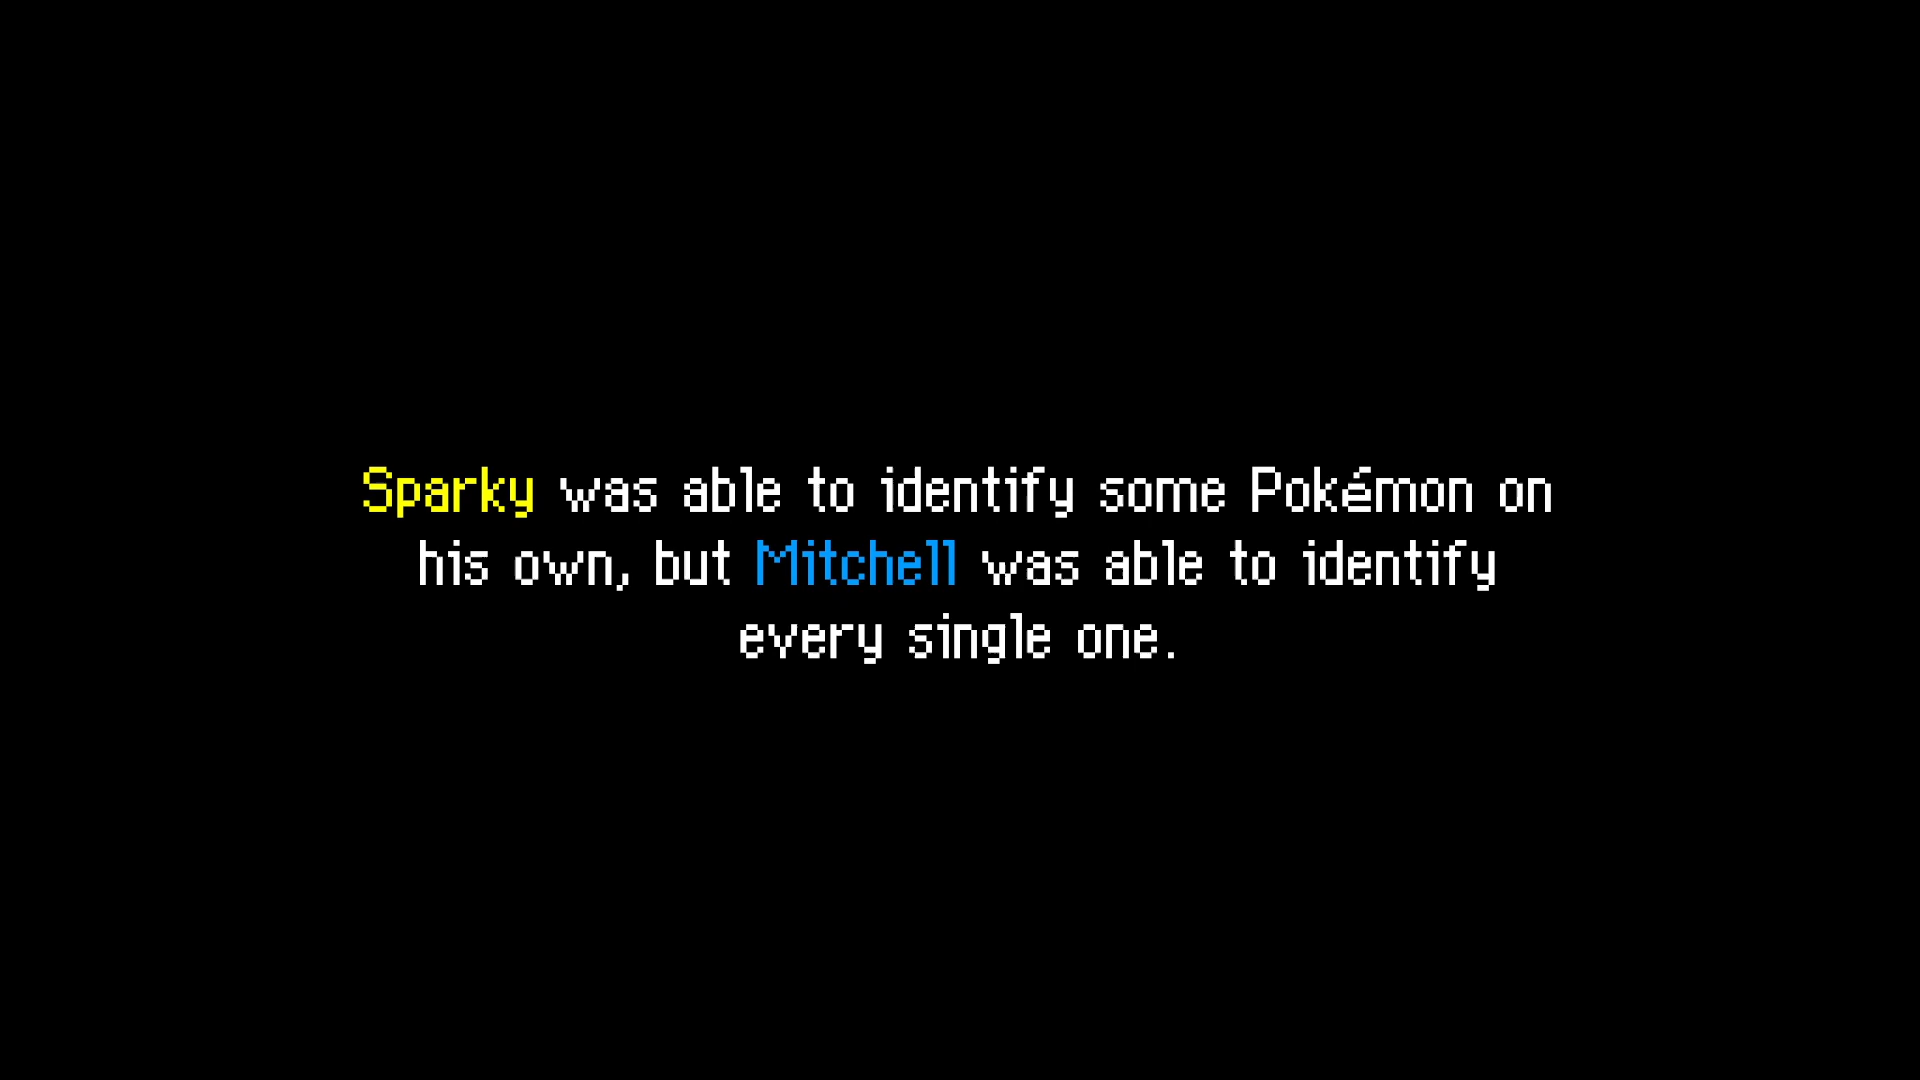 Sparky was able to identify some Pokémon on
his own, but Mitchell was able to identify
every single one.